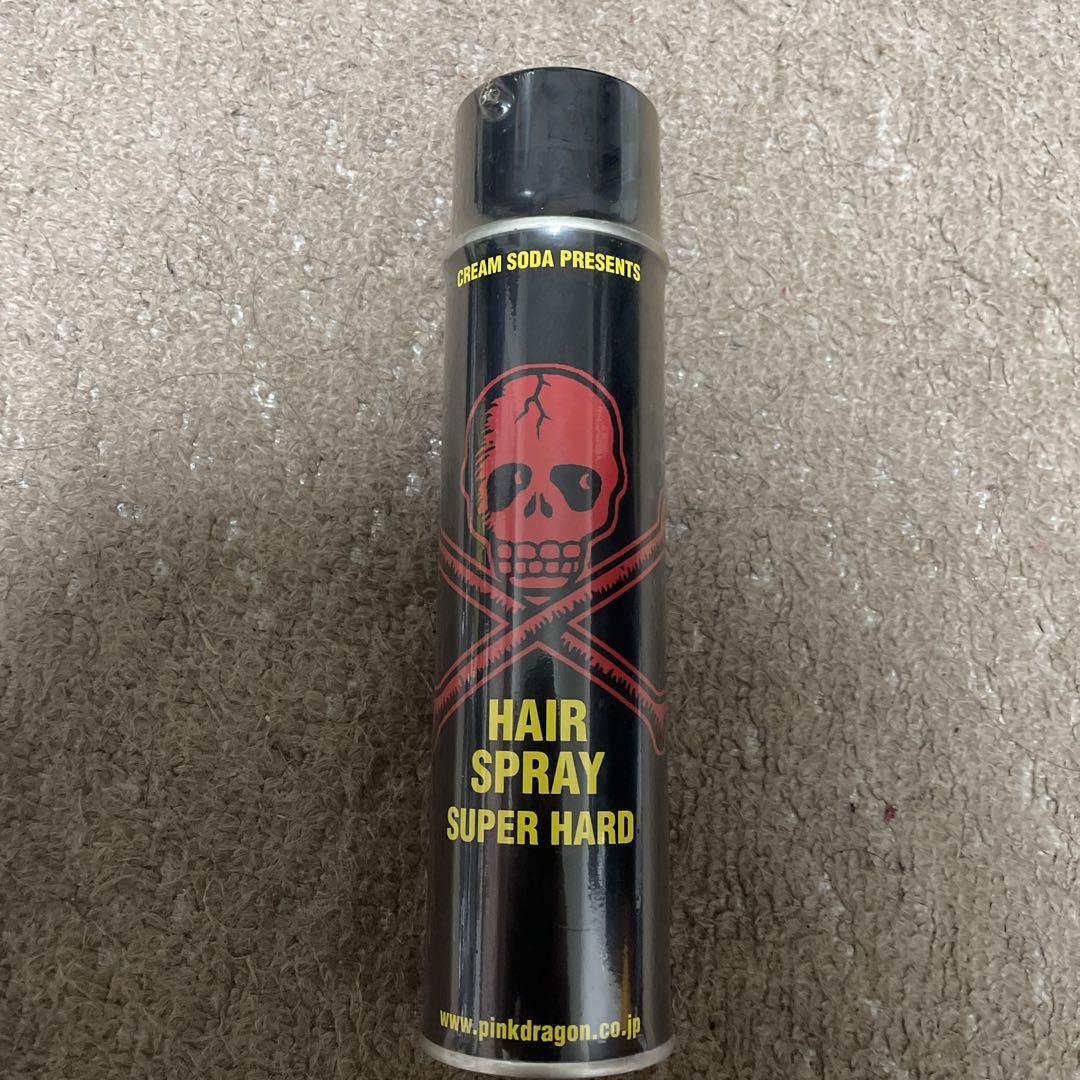 CREAM SODA PRESENTS
HAIR
SPRAY
SUPER HARD
www.pinkdragon.co.jp